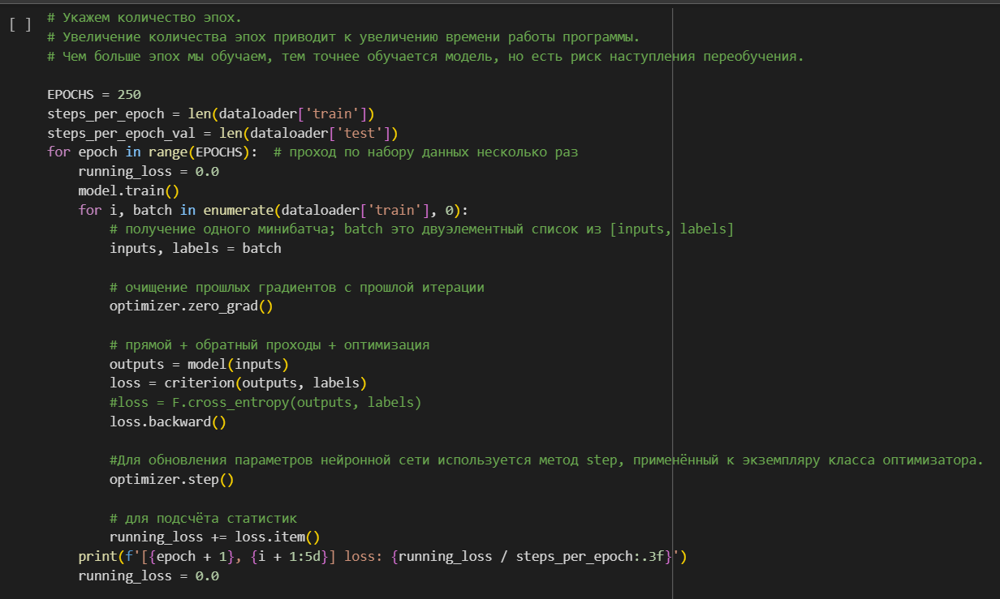 [ ]
# Укажем количество эпох.
# Увеличение количества эпох приводит к увеличению времени работы программы.
# Чем больше эпох мы обучаем, тем точнее обучается модель, но есть риск наступления переобучения.

EPOCHS = 250
steps_per_epoch = len(dataloader['train'])
steps_per_epoch_val = len(dataloader['test'])
for epoch in range(EPOCHS):  # проход по набору данных несколько раз
    running_loss = 0.0
    model.train()
    for i, batch in enumerate(dataloader['train'], 0):
        # получение одного минибатча; batch это двуэлементный список из [inputs, labels]
        inputs, labels = batch

        # очищение прошлых градиентов с прошлой итерации
        optimizer.zero_grad()

        # прямой + обратный проходы + оптимизация
        outputs = model(inputs)
        loss = criterion(outputs, labels)
        #loss = F.cross_entropy(outputs, labels)
        loss.backward()

        #Для обновления параметров нейронной сети используется метод step, применённый к экземпляру класса оптимизатора.
        optimizer.step()

        # для подсчёта статистик
        running_loss += loss.item()
    print(f'[{epoch + 1}, {i + 1:5d}] loss: {running_loss / steps_per_epoch:.3f}')
    running_loss = 0.0